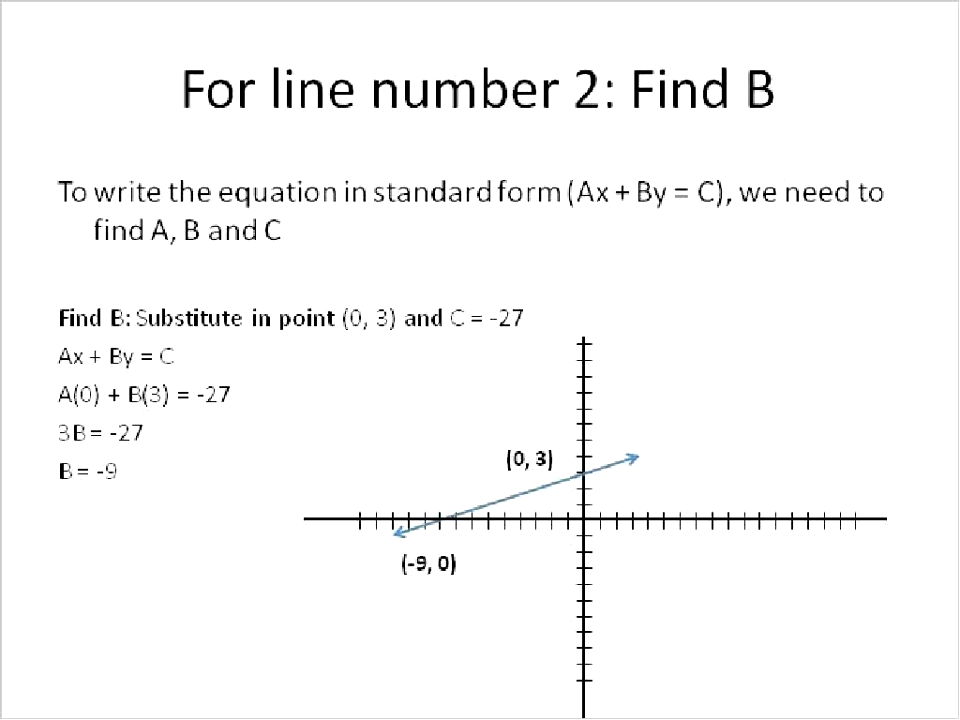 For line number 2: Find B
To write the equation in standard form (Ax + By = C), we need to
find A, B and C
Find B: Substitute in point (0, 3) and C = -27
Ax + By = C
A(0) + B(3) = -27
3B = -27
B = -9
(0, 3)
(-9, 0)